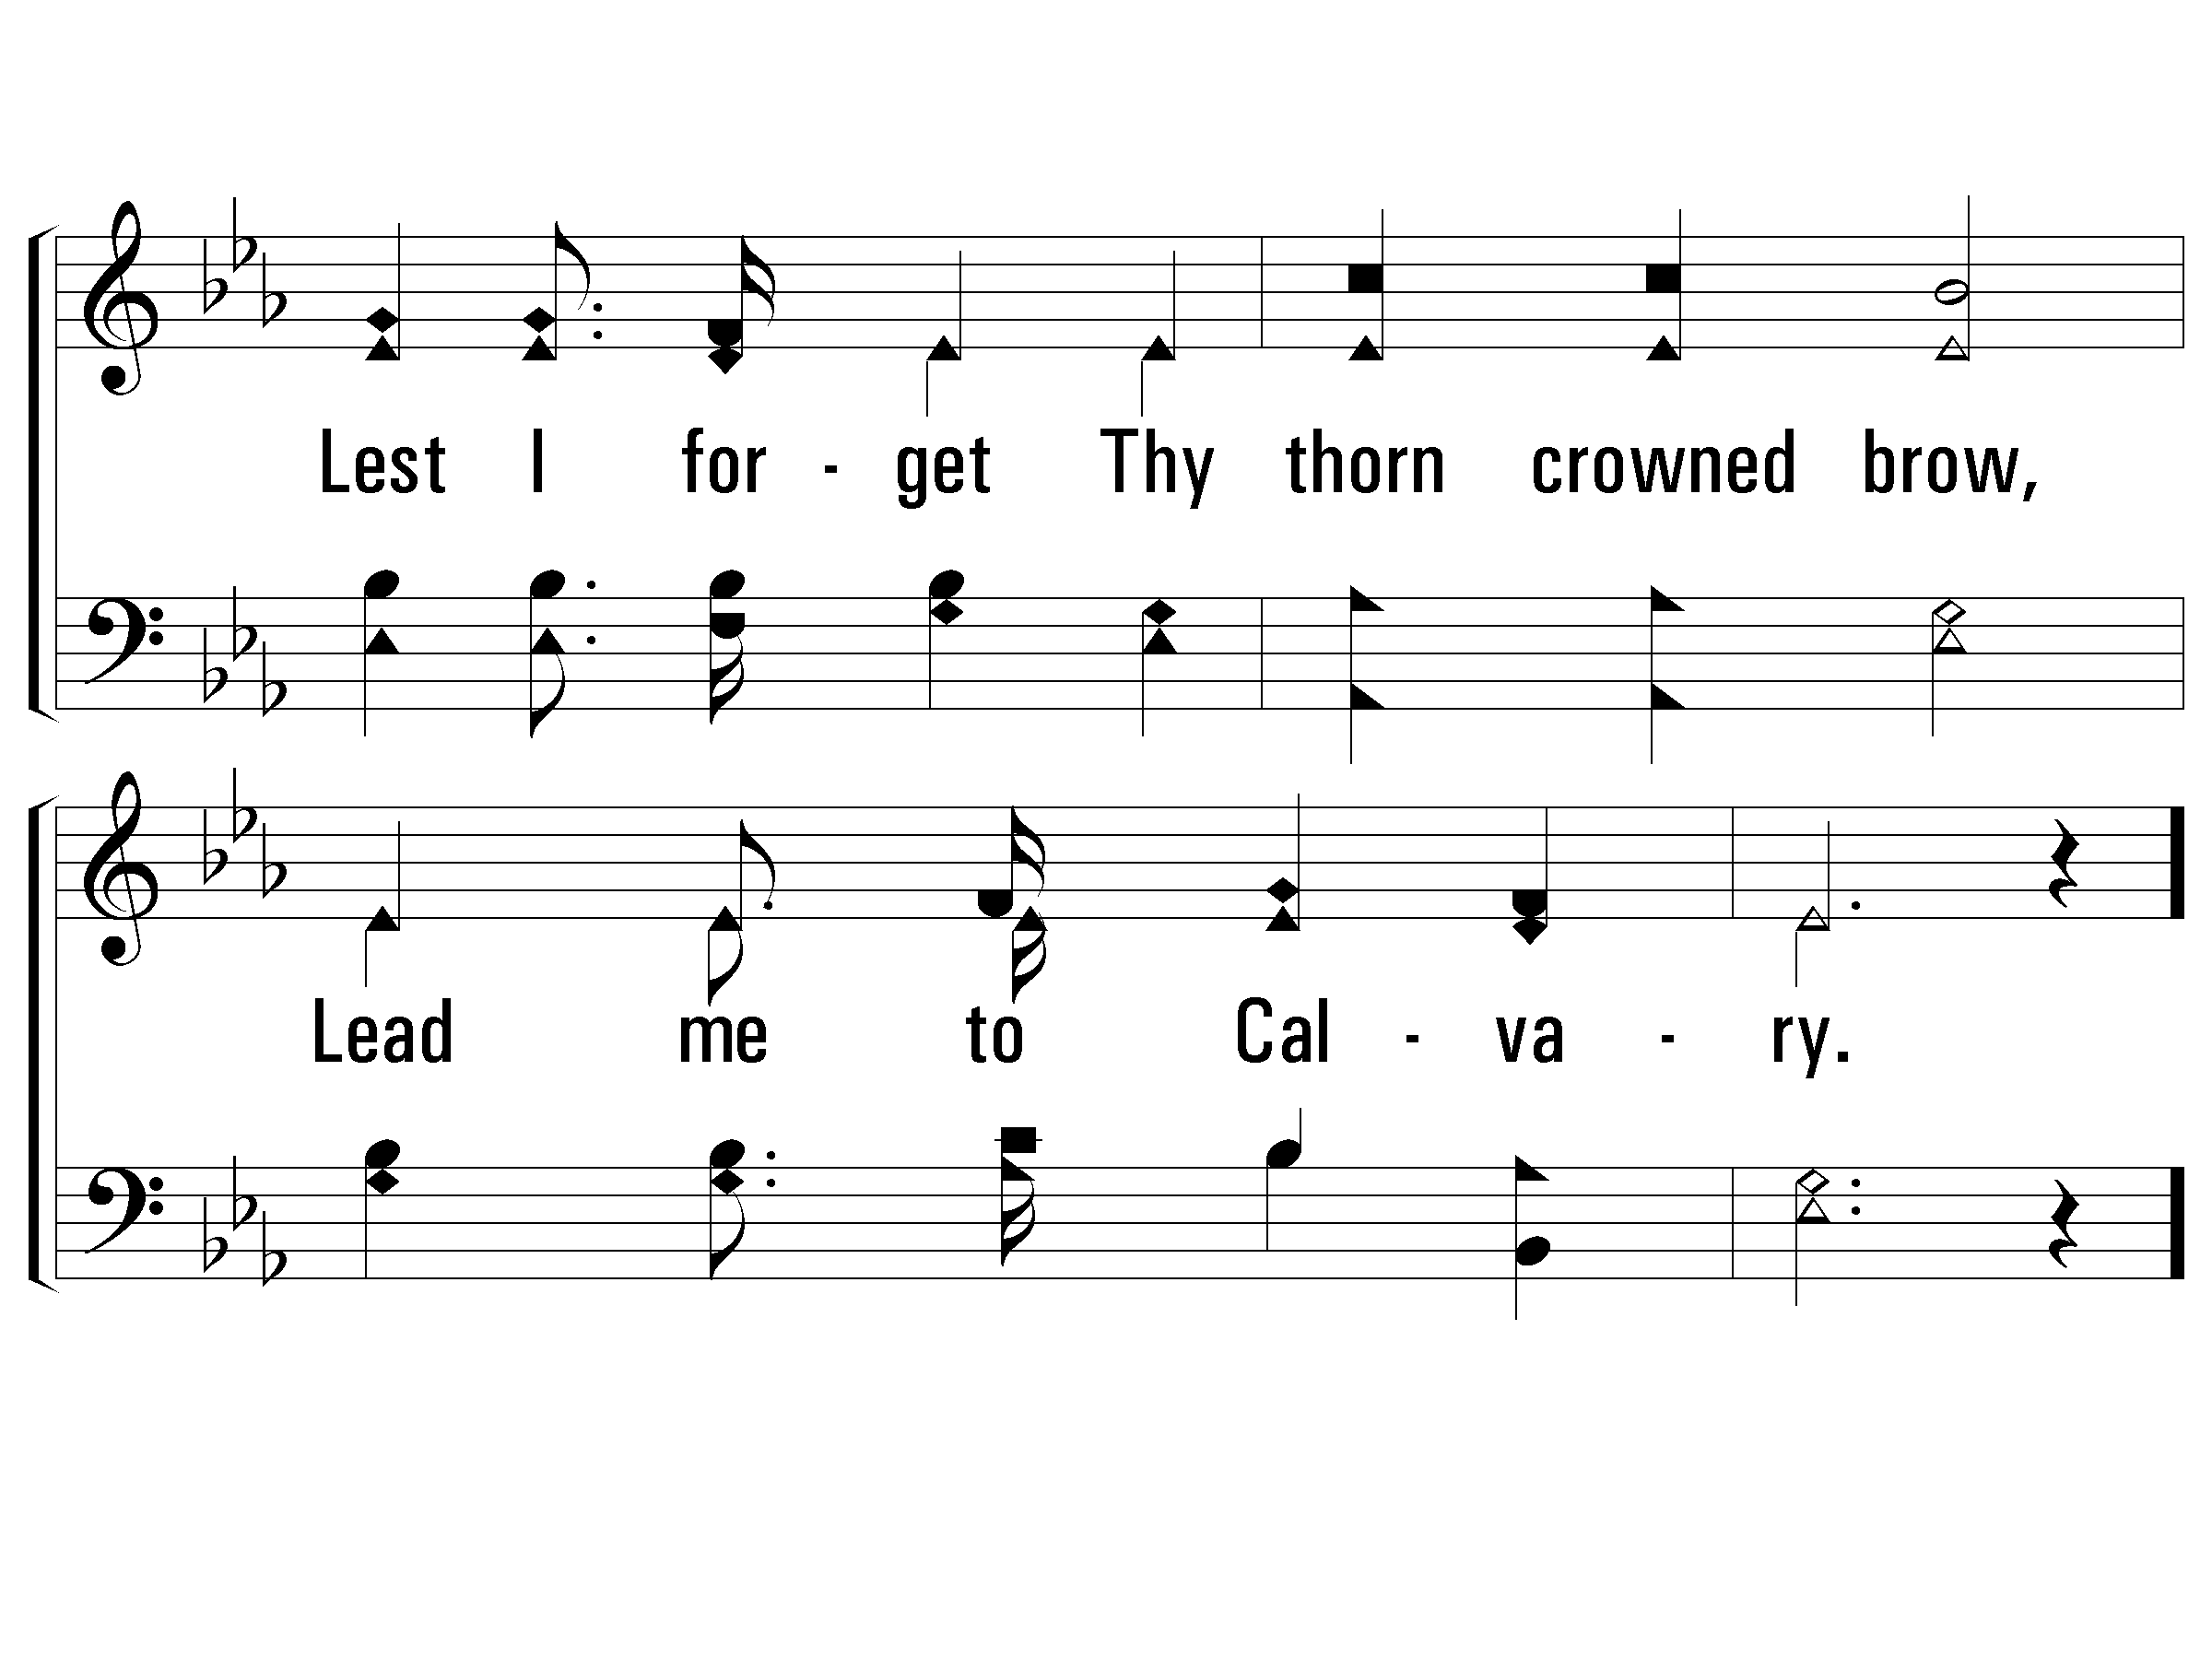 Lest I for - get Thy thorn crowned brow,
Lead me to Cal - va - ry.